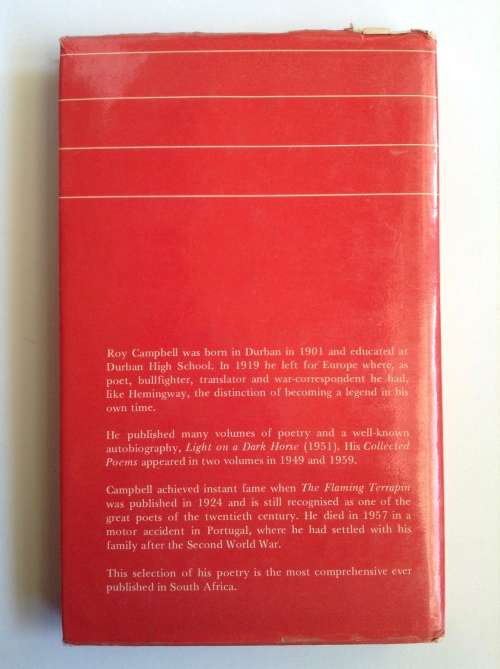 Roy Campbell was born in Durban in 1901 and educated at
Durban High School. In 1919 he left for Europe where, as
poet, bullfighter, translator and war-correspondent he had,
like Hemingway, the distinction of becoming a legend in his
own time.
He published many volumes of poetry and a well-known
autobiography, Light on a Dark Horse (1951). His Collected
Poems appeared in two volumes in 1949 and 1959.
Campbell achieved instant fame when The Flaming Terrapin
was published in 1924 and is still recognised as one of the
great poets of the twentieth century. He died in 1957 in a
motor accident in Portugal, where he had settled with his
family after the Second World War.
This selection of his poetry is the most comprehensive ever
published in South Africa.